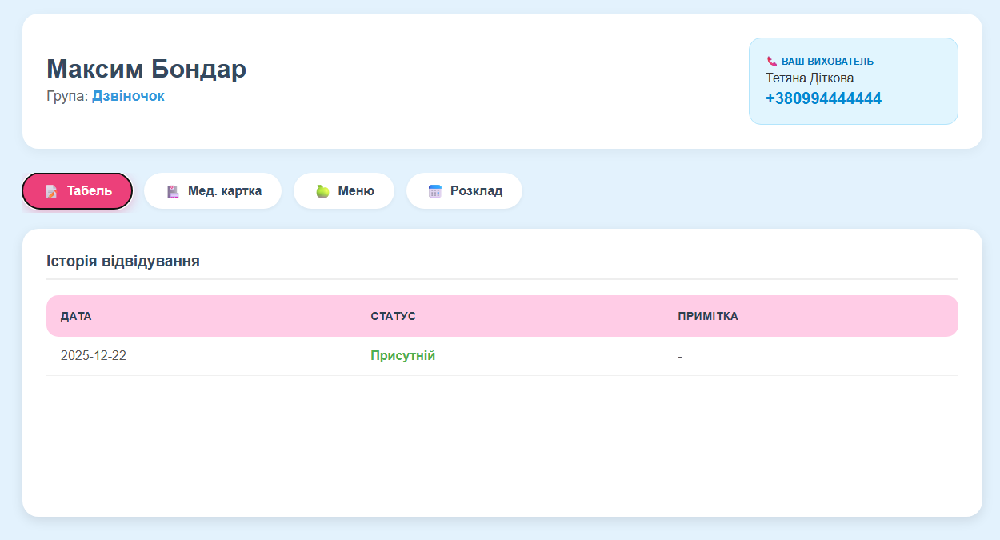 Максим Бондар
Група: Дзвіночок
ВАШ ВИХОВАТЕЛЬ
Тетяна Діткова
+380994444444
Табель
Мед. картка
Меню
Розклад
Історія відвідування
ДАТА СТАТУС ПРИМІТКА
2025-12-22 Присутній -